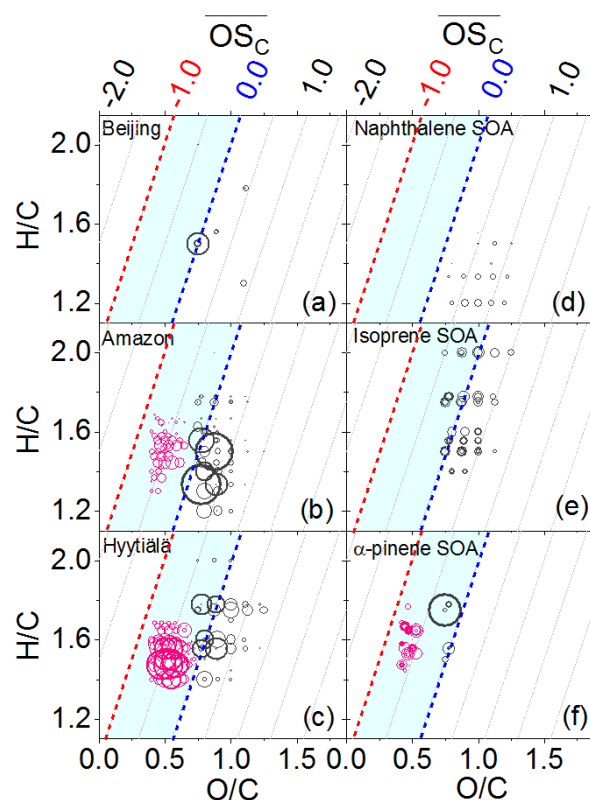 OSC OSC
-2.0 -1.0 0.0 1.0 -2.0 -1.0 0.0 1.0
2.0 Beijing Naphthalene SOA
H/C 1.6
1.2 (a) (d)
2.0 Amazon Isoprene SOA
H/C 1.6
1.2 (b) (e)
2.0 Hyytiälä α-pinene SOA
H/C 1.6
1.2 (c) (f)
0.0 0.5 1.0 1.5 0.0 0.5 1.0 1.5
O/C O/C